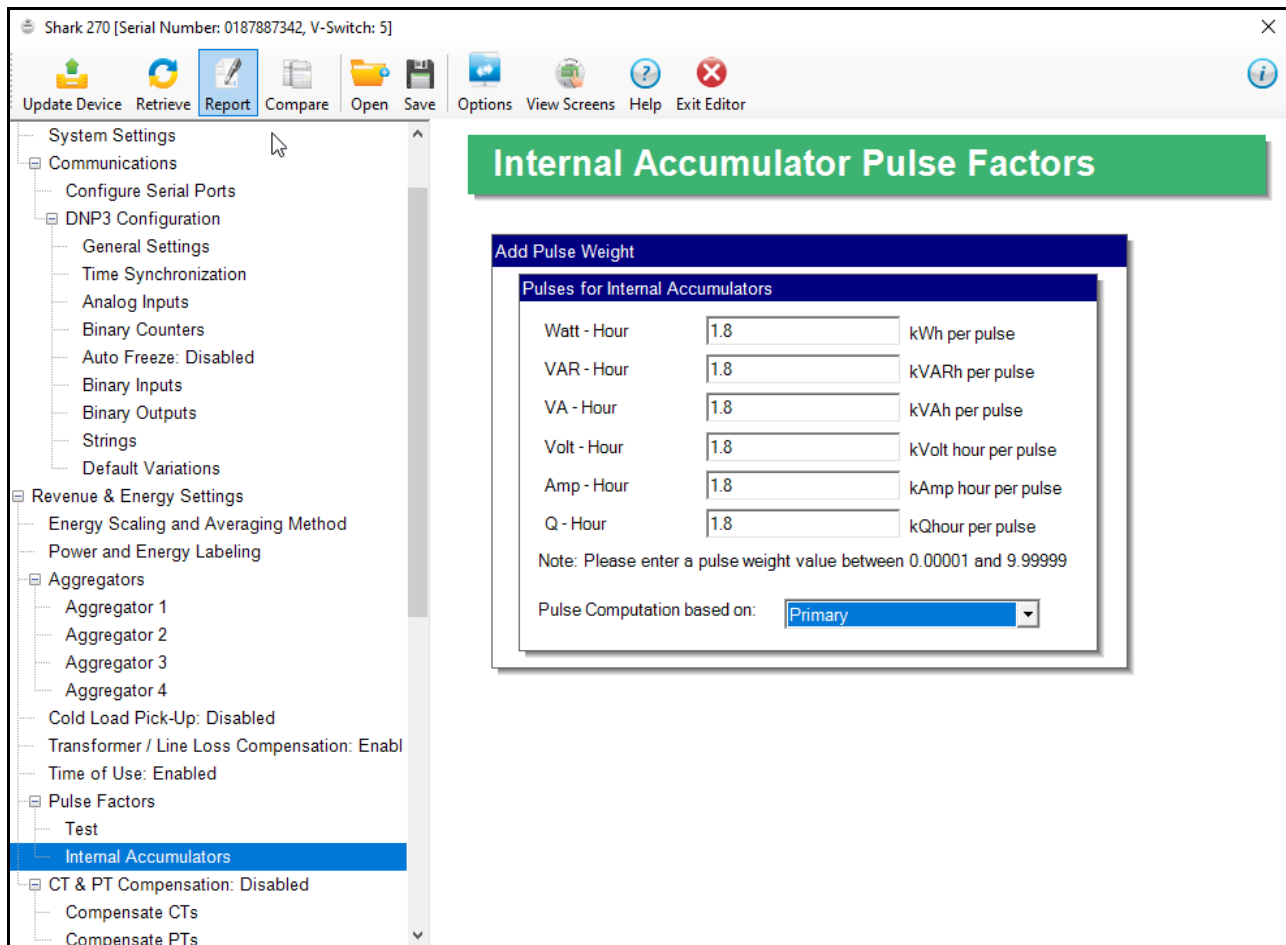 Shark 270 [Serial Number: 0187887342, V-Switch: 5]
Update Device Retrieve Report Compare Open Save Options View Screens Help Exit Editor
System Settings
Communications
Configure Serial Ports
DNP3 Configuration
General Settings
Time Synchronization
Analog Inputs
Binary Counters
Auto Freeze: Disabled
Binary Inputs
Binary Outputs
Strings
Default Variations
Revenue & Energy Settings
Energy Scaling and Averaging Method
Power and Energy Labeling
Aggregators
Aggregator 1
Aggregator 2
Aggregator 3
Aggregator 4
Cold Load Pick-Up: Disabled
Transformer / Line Loss Compensation: Enabl
Time of Use: Enabled
Pulse Factors
Test
Internal Accumulators
CT & PT Compensation: Disabled
Compensate CTs
Compensate PTs
Internal Accumulator Pulse Factors
Add Pulse Weight
Pulses for Internal Accumulators
Watt - Hour 1.8 kWh per pulse
VAR - Hour 1.8 kVARh per pulse
VA - Hour 1.8 kVAh per pulse
Volt - Hour 1.8 kVolt hour per pulse
Amp - Hour 1.8 kAmp hour per pulse
Q - Hour 1.8 kQhour per pulse
Note: Please enter a pulse weight value between 0.00001 and 9.99999
Pulse Computation based on: Primary